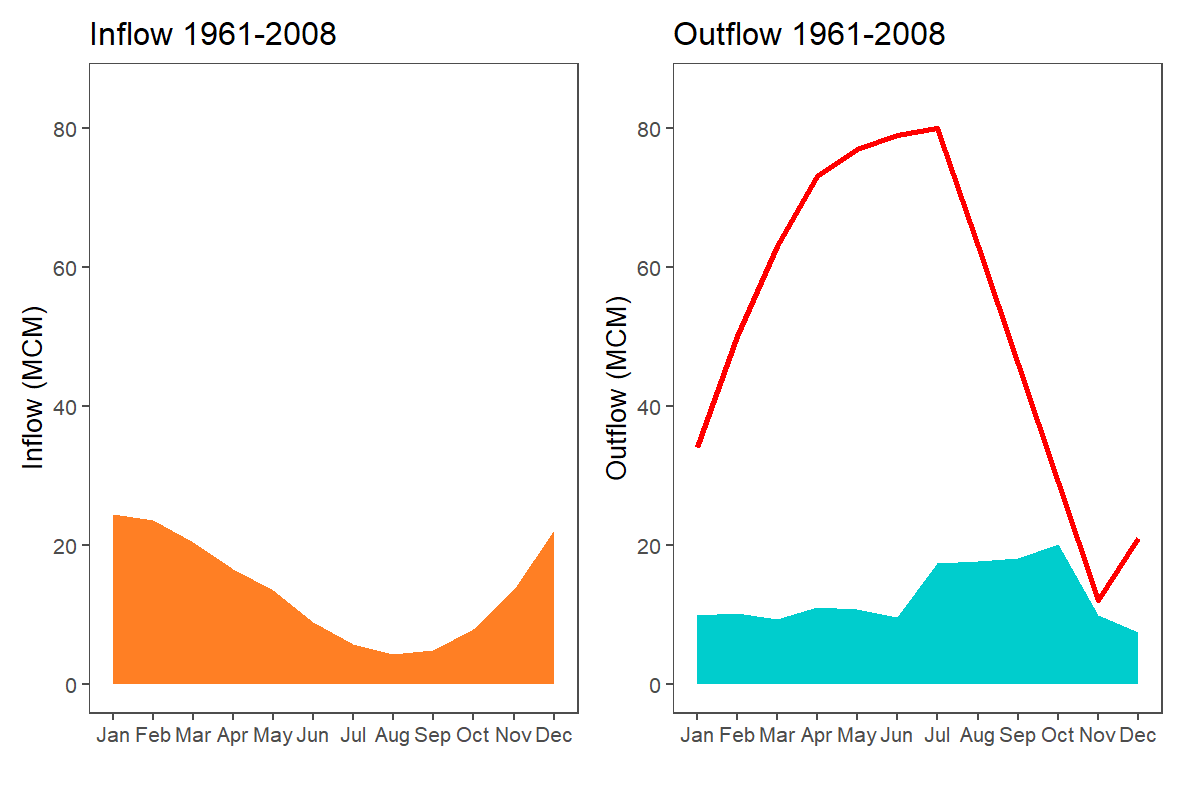 Inflow 1961-2008
Inflow (MCM)
80
60
40
20
0
Jan Feb Mar Apr May Jun Jul Aug Sep Oct Nov Dec
Outflow 1961-2008
Outflow (MCM)
80
60
40
20
0
Jan Feb Mar Apr May Jun Jul Aug Sep Oct Nov Dec